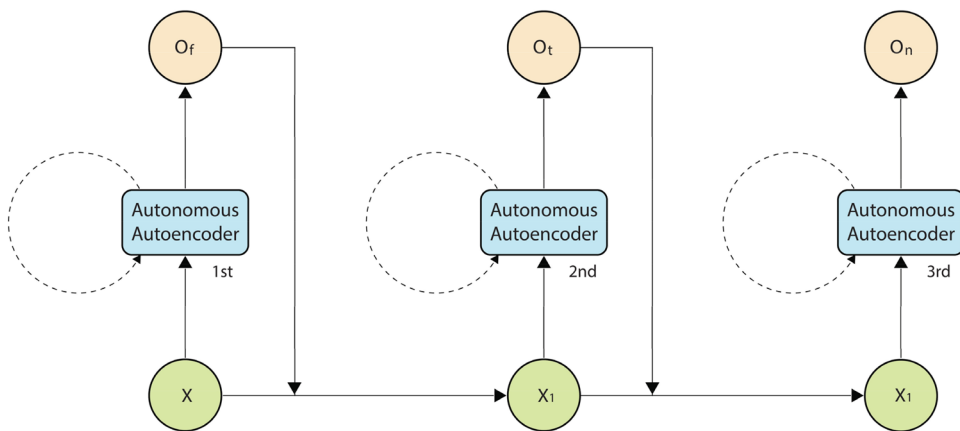 Of
Ot
On
Autonomous
Autoencoder
1st
Autonomous
Autoencoder
2nd
Autonomous
Autoencoder
3rd
X
X1
X1